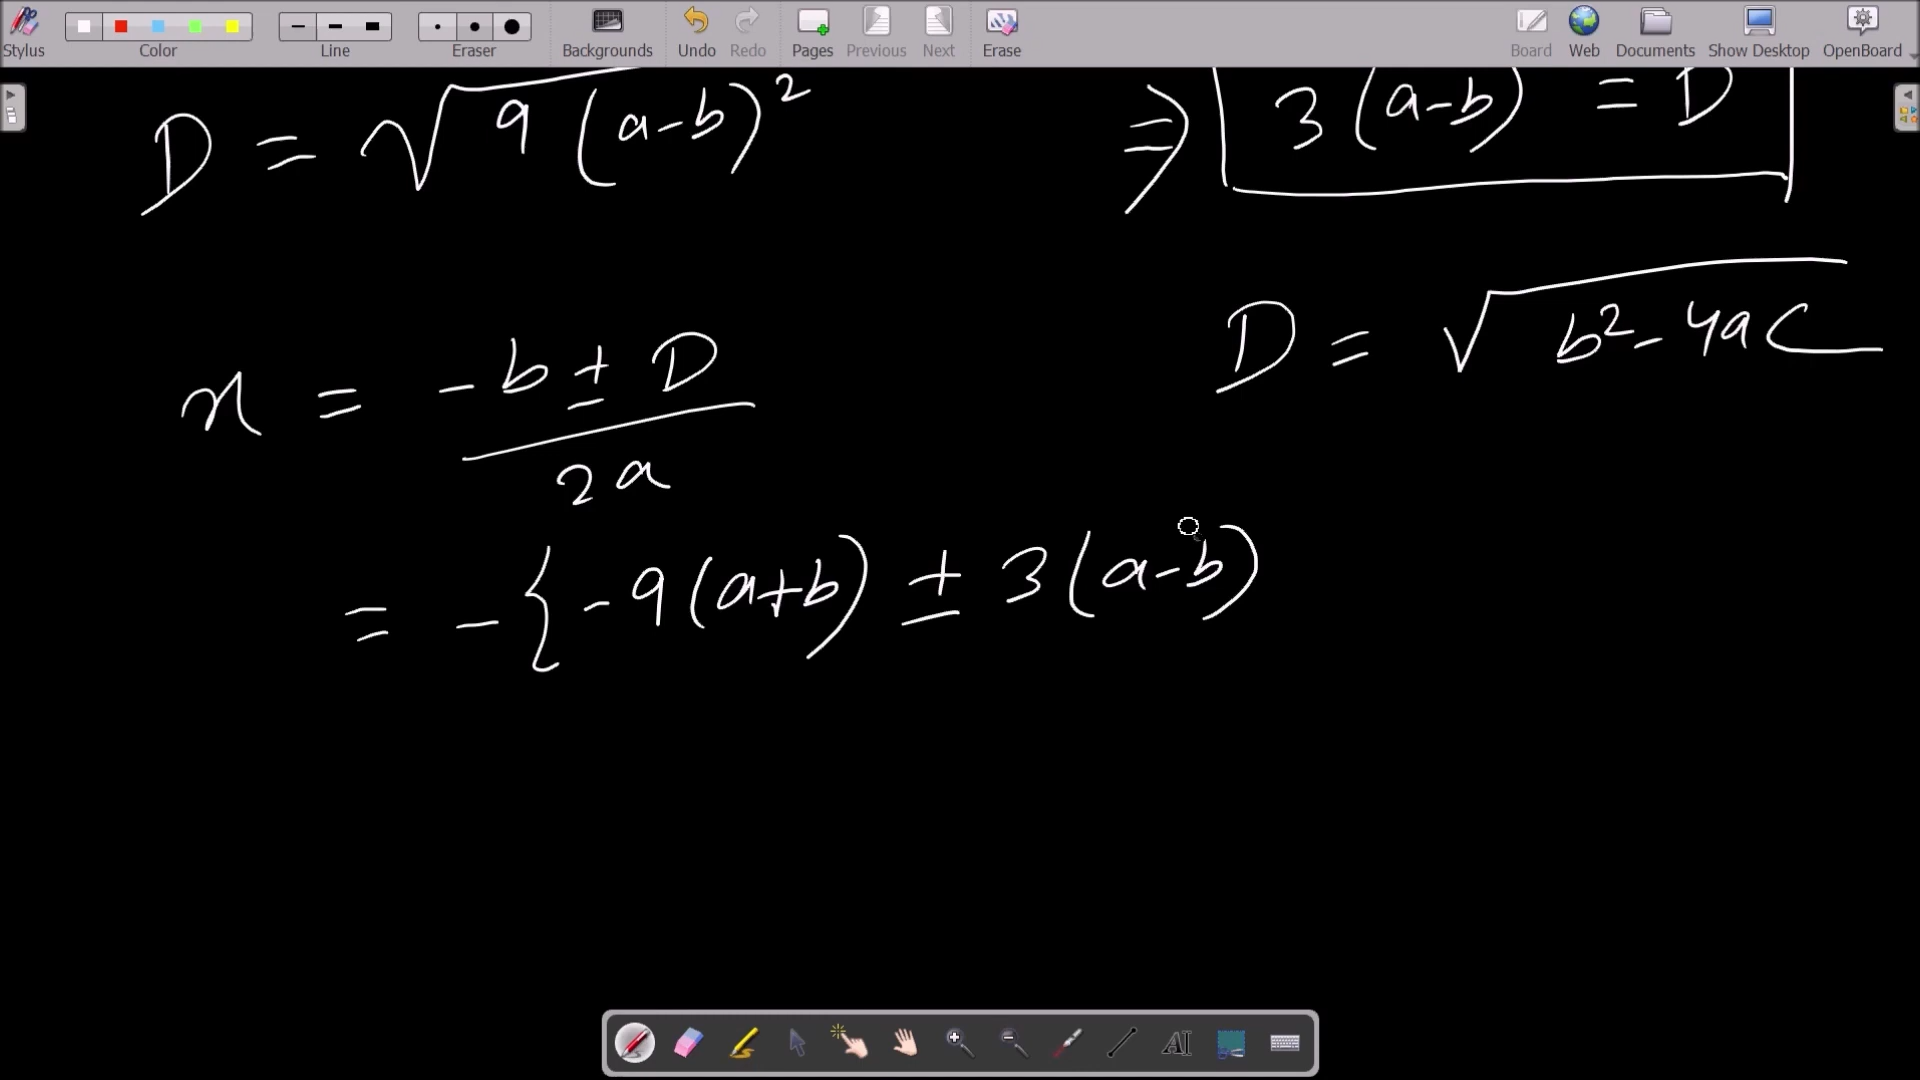 Stylus Color Line Eraser Backgrounds Undo Redo Pages Previous Next Erase Board Web Documents Show Desktop OpenBoard
D = √9(a-b)² ⇒ 3(a-b) = D
D = √b²-4ac
x = -b ± D
2a
= -{-9(a+b) ± 3(a-b)
AI